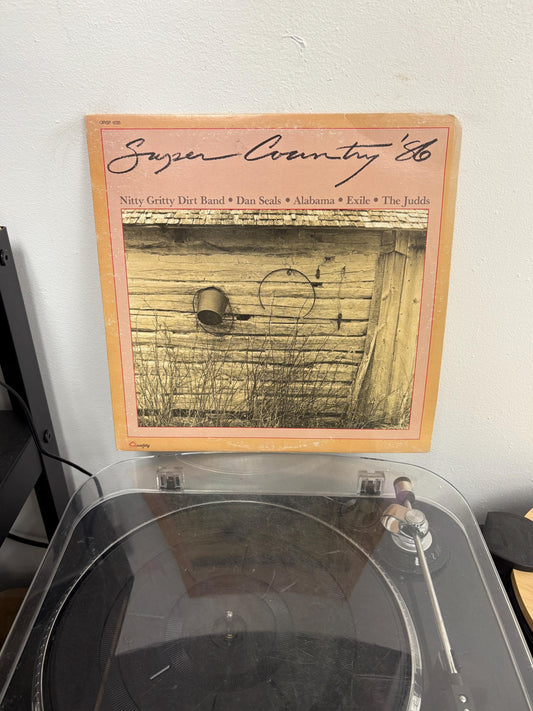 Super Country '86
Nitty Gritty Dirt Band • Dan Seals • Alabama • Exile • The Judds